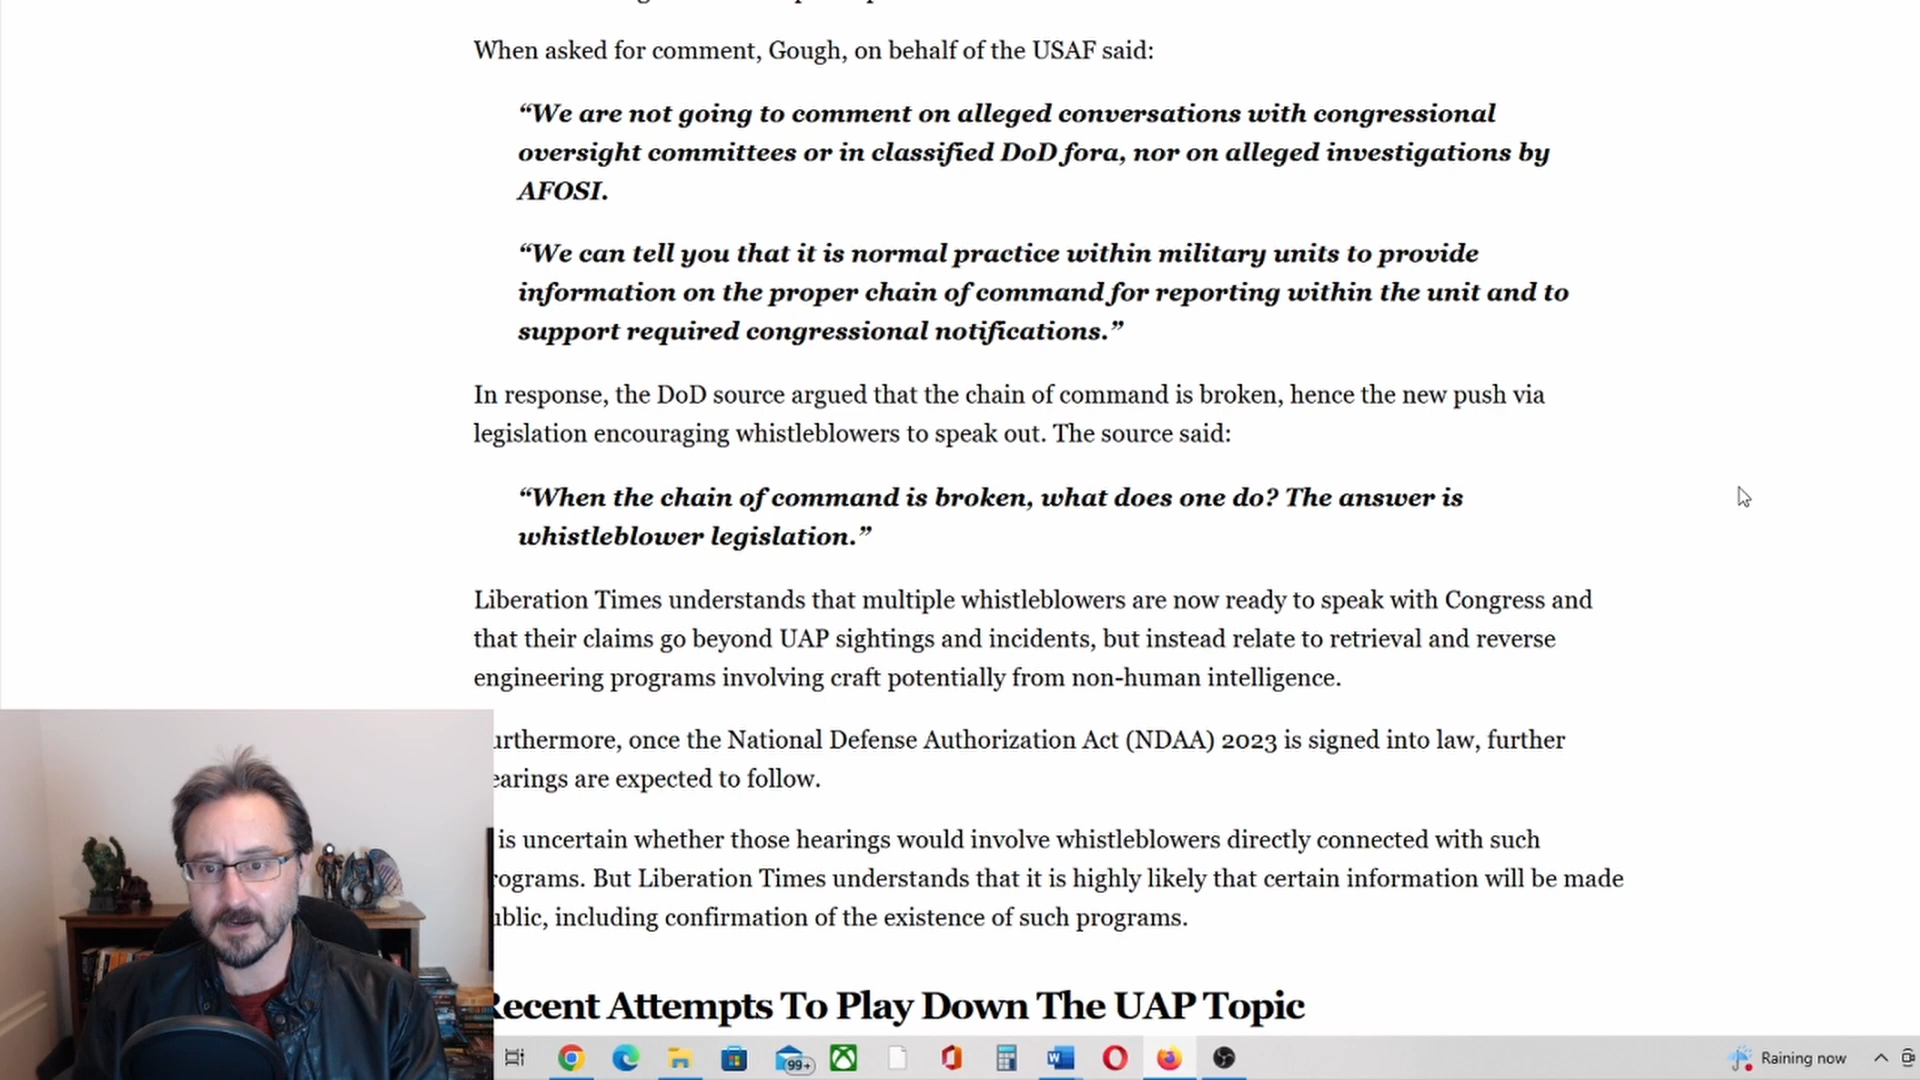 When asked for comment, Gough, on behalf of the USAF said:
“We are not going to comment on alleged conversations with congressional
oversight committees or in classified DoD fora, nor on alleged investigations by
AFOSI.
“We can tell you that it is normal practice within military units to provide
information on the proper chain of command for reporting within the unit and to
support required congressional notifications.”
In response, the DoD source argued that the chain of command is broken, hence the new push via
legislation encouraging whistleblowers to speak out. The source said:
“When the chain of command is broken, what does one do? The answer is
whistleblower legislation.”
Liberation Times understands that multiple whistleblowers are now ready to speak with Congress and
that their claims go beyond UAP sightings and incidents, but instead relate to retrieval and reverse
engineering programs involving craft potentially from non-human intelligence.
urthermore, once the National Defense Authorization Act (NDAA) 2023 is signed into law, further
earings are expected to follow.
is uncertain whether those hearings would involve whistleblowers directly connected with such
rograms. But Liberation Times understands that it is highly likely that certain information will be made
ublic, including confirmation of the existence of such programs.
Recent Attempts To Play Down The UAP Topic
99+
Raining now